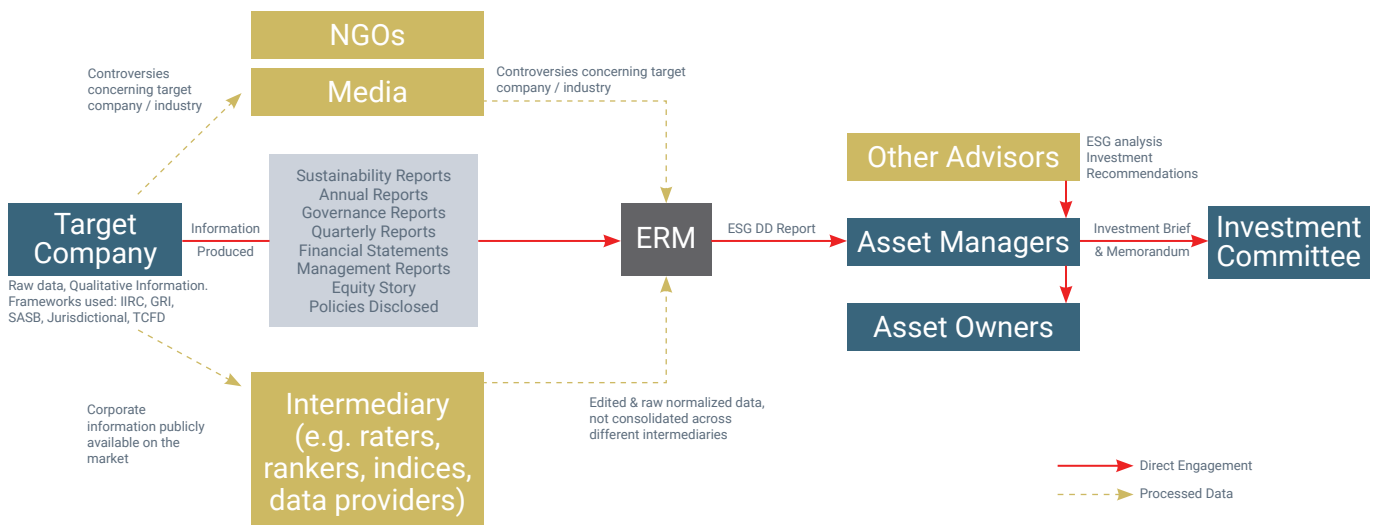 NGOs
Controversies
concerning target
company / industry
Media
Controversies concerning target
company / industry
Other Advisors
ESG analysis
Investment
Recommendations
Target
Company
Information
Produced
Sustainability Reports
Annual Reports
Governance Reports
Quarterly Reports
Financial Statements
Management Reports
Equity Story
Policies Disclosed
ERM
ESG DD Report
Asset Managers
Investment Brief
& Memorandum
Investment
Committee
Raw data, Qualitative Information.
Frameworks used: IIRC, GRI,
SASB, Jurisdictional, TCFD
Asset Owners
Corporate
information publicly
available on the
market
Intermediary
(e.g. raters,
rankers, indices,
data providers)
Edited & raw normalized data,
not consolidated across
different intermediaries
Direct Engagement
Processed Data